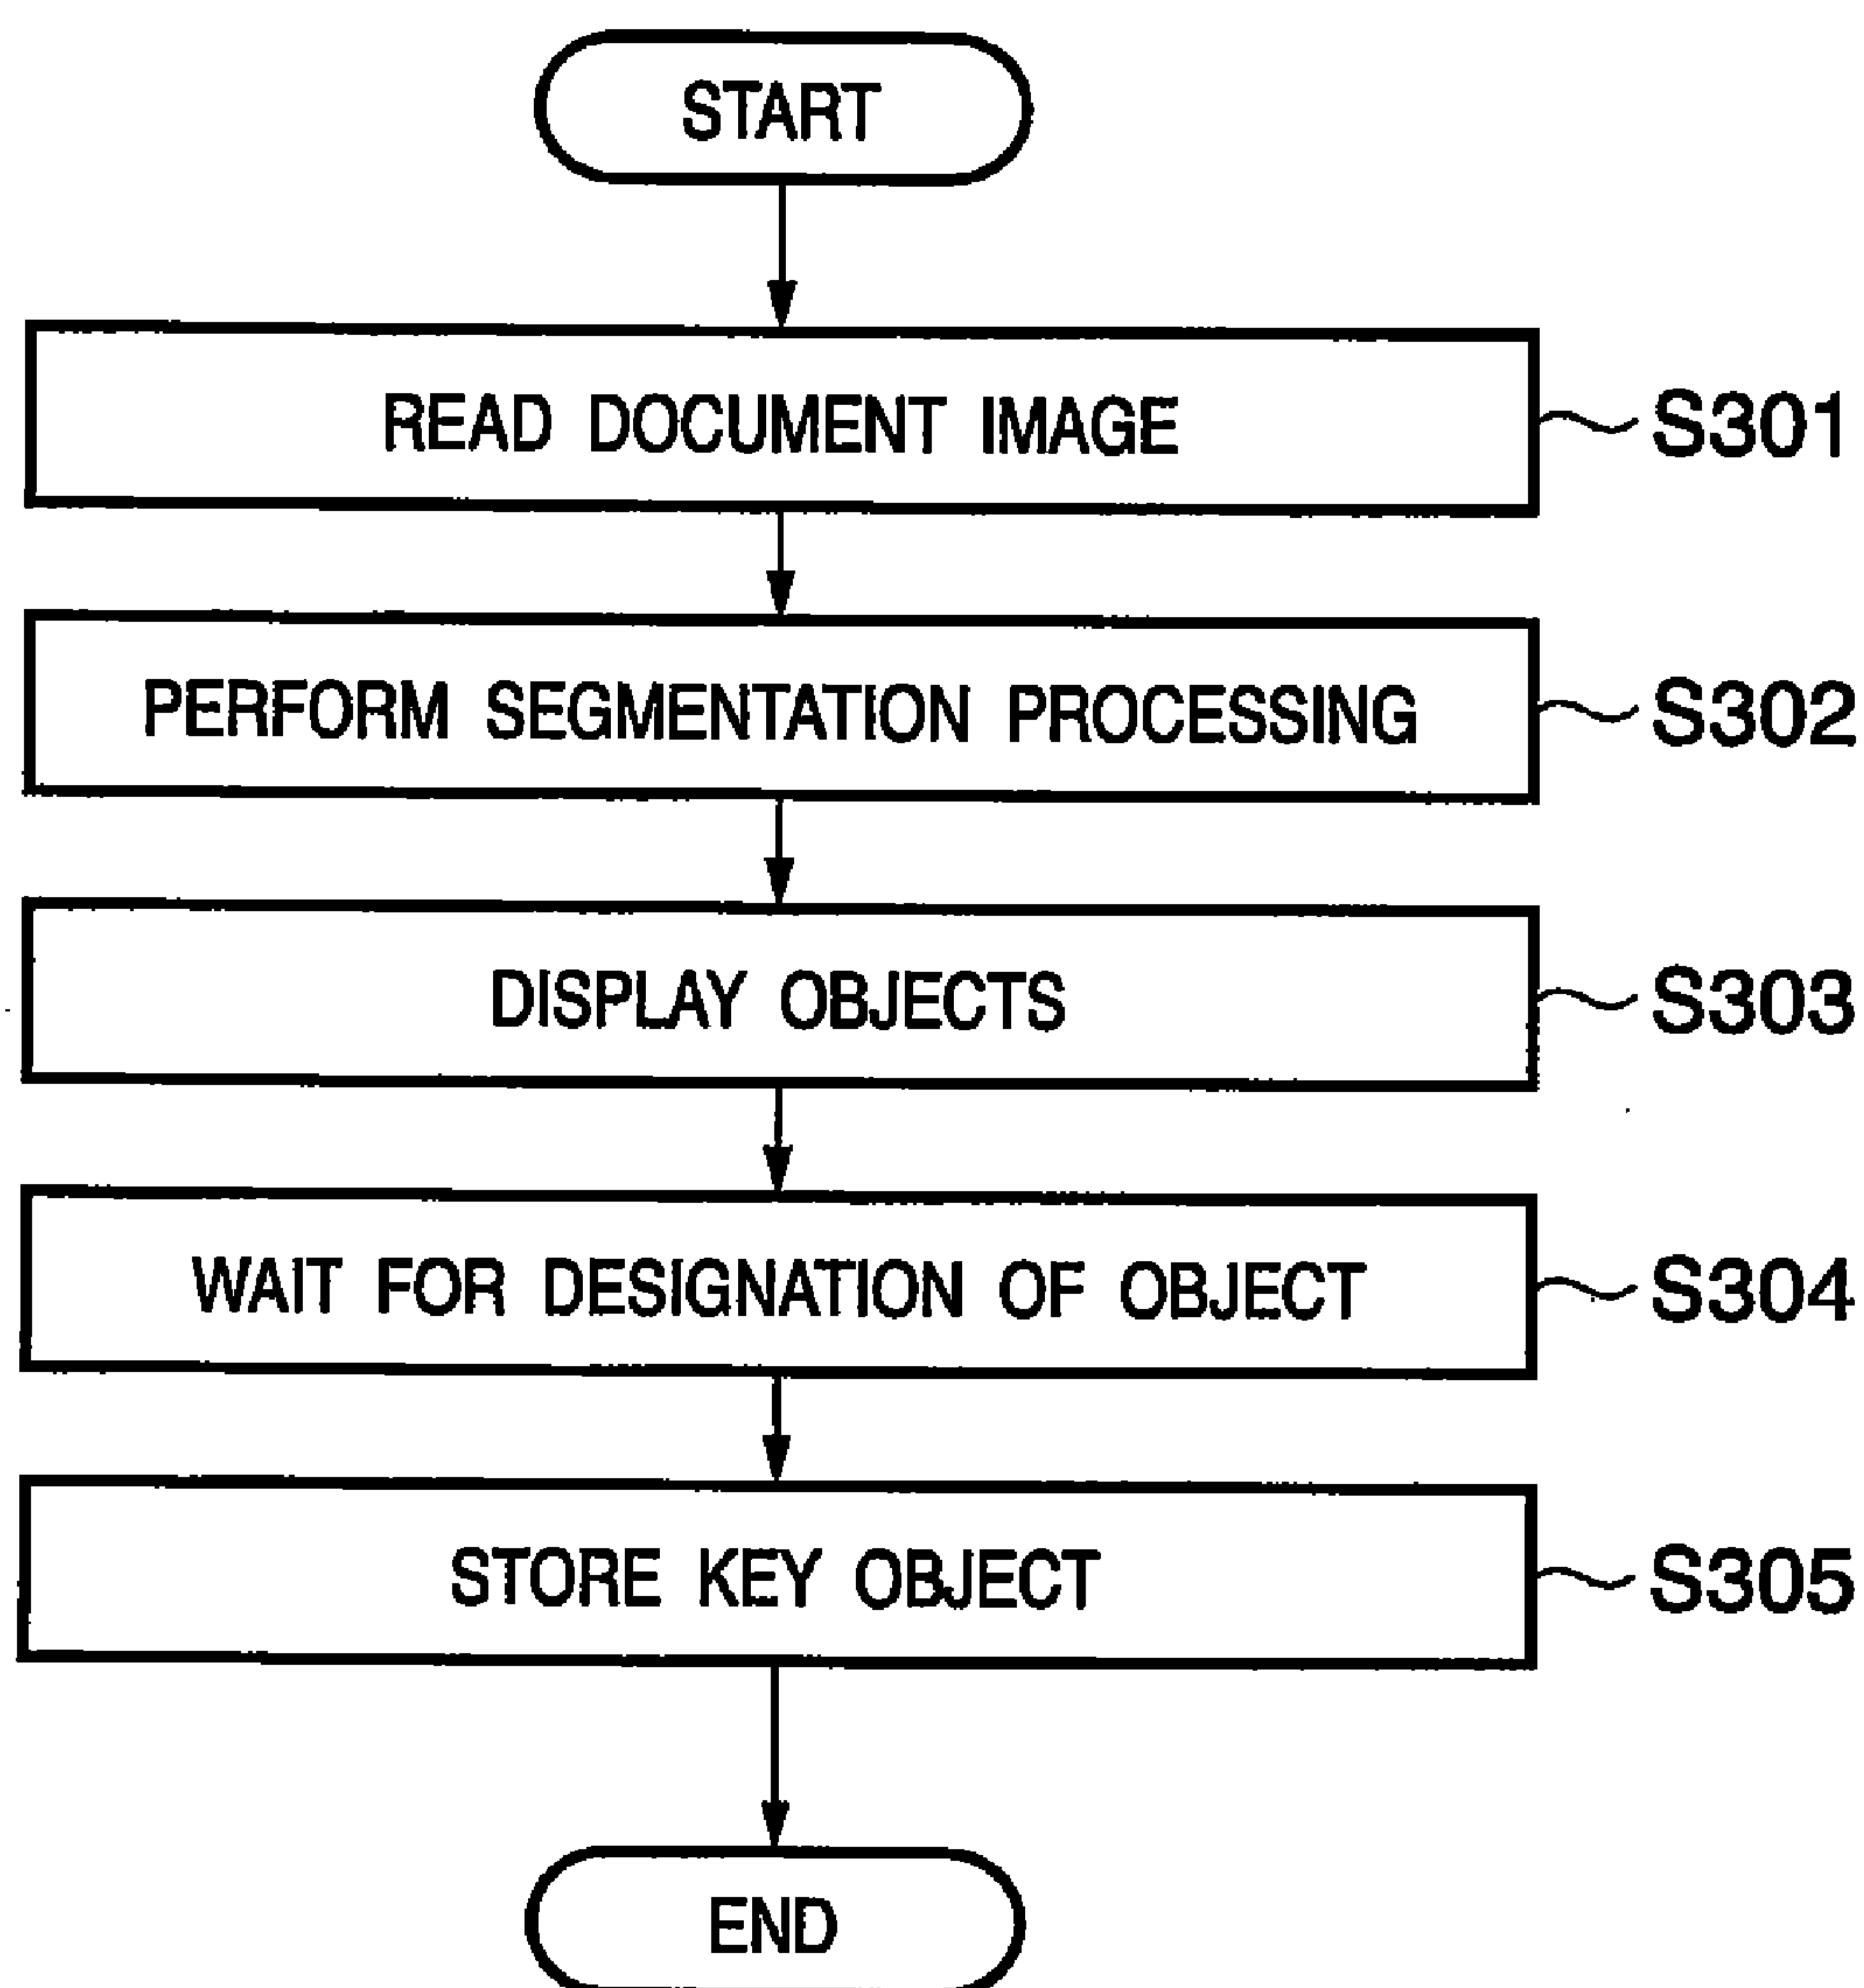 START
READ DOCUMENT IMAGE
S301
PERFORM SEGMENTATION PROCESSING
S302
DISPLAY OBJECTS
S303
WAIT FOR DESIGNATION OF OBJECT
S304
STORE KEY OBJECT
S305
END